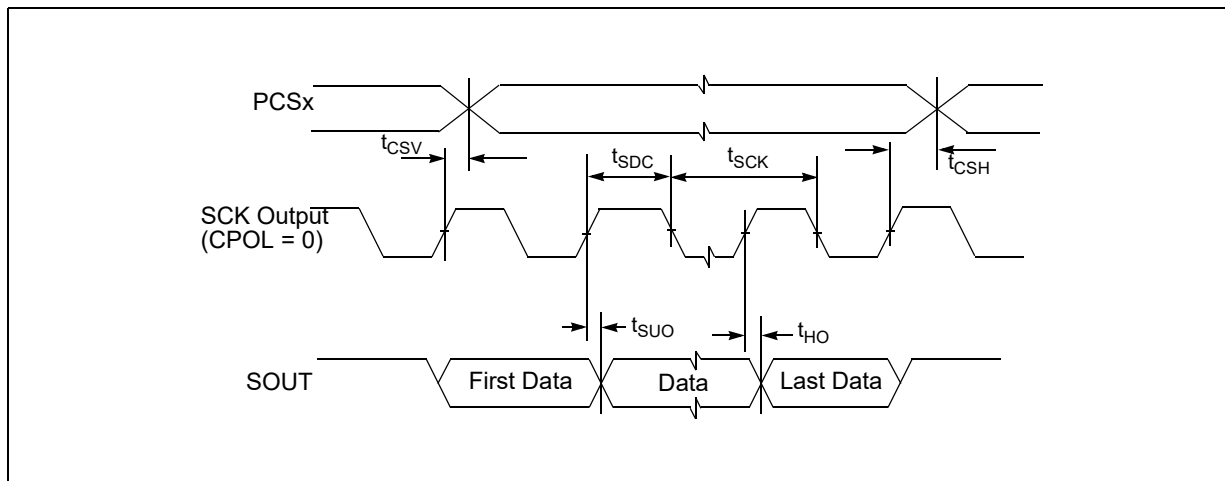 PCSx
tCSV
tSDC
tSCK
tCSH
SCK Output
(CPOL = 0)
tSUO
tHO
SOUT
First Data
Data
Last Data